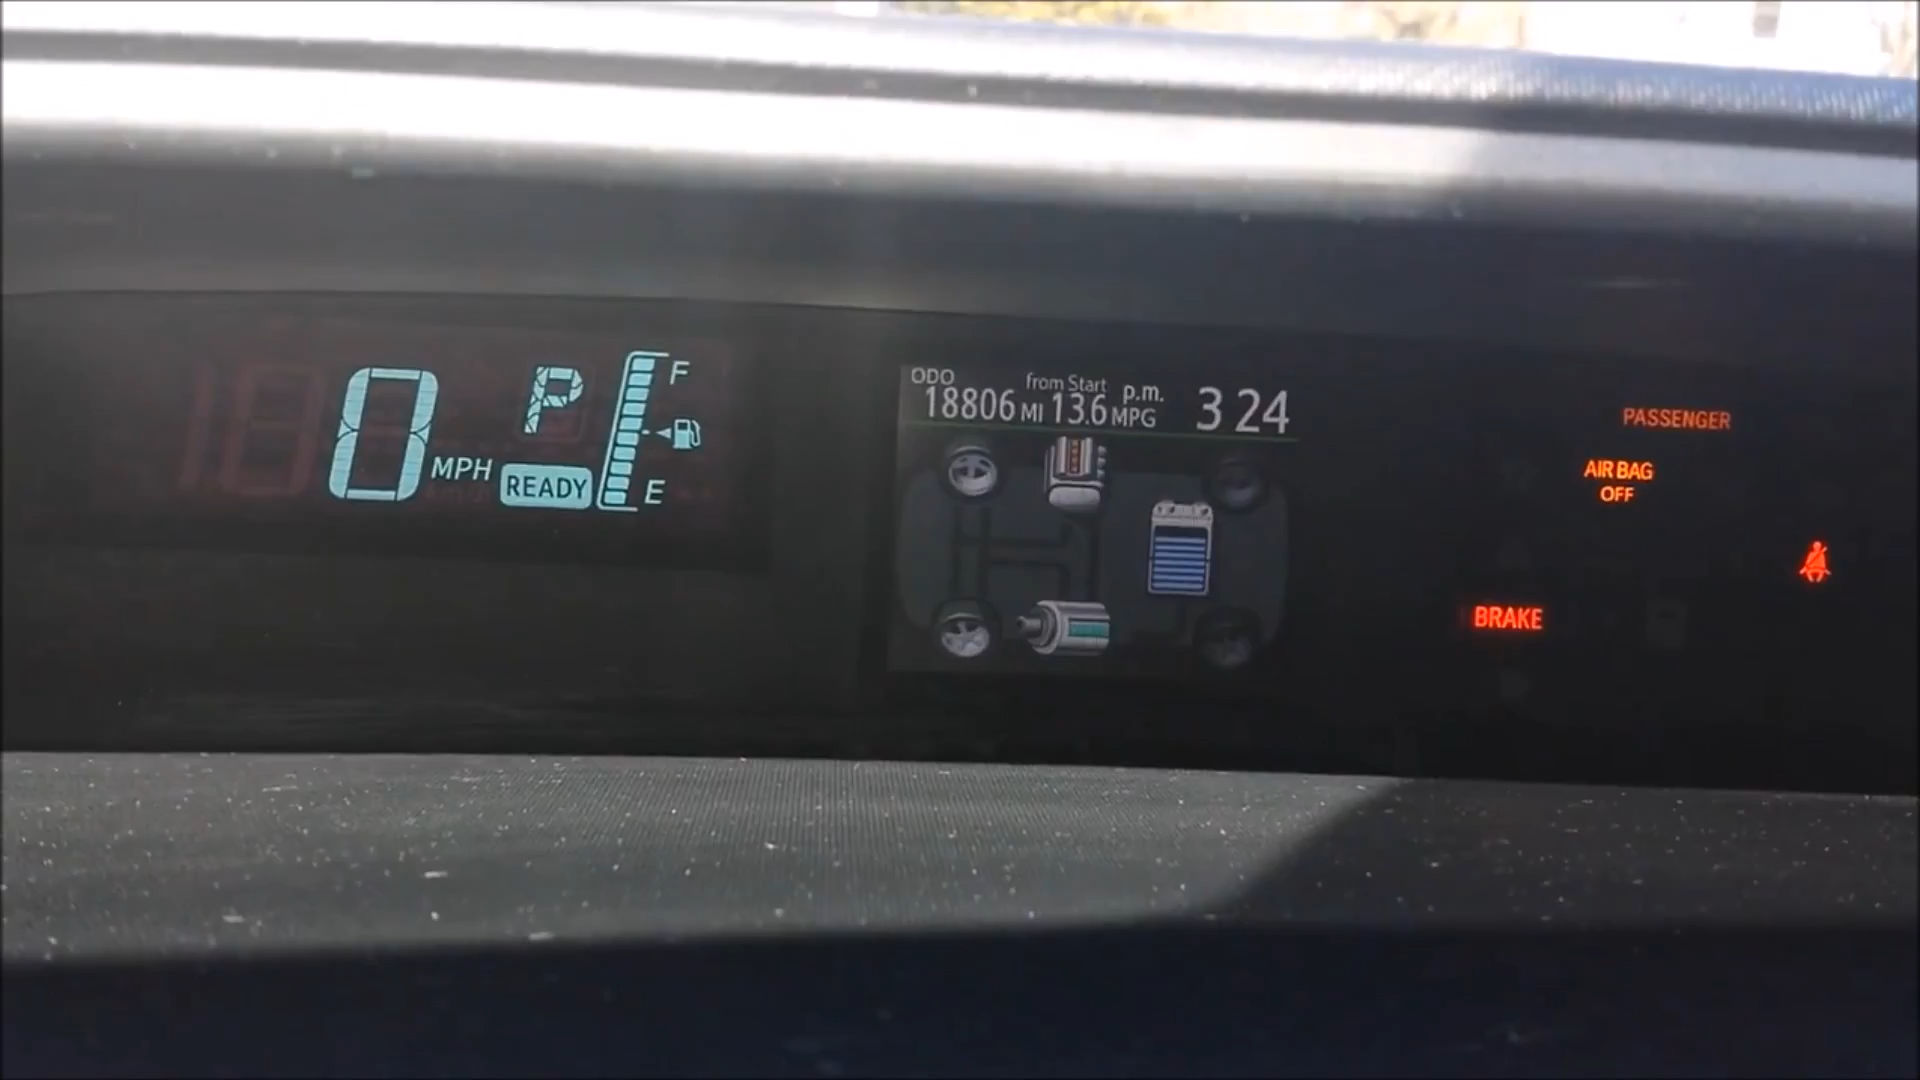 0 MPH
P
READY
F
E
ODO
18806 MI
from Start
13.6 MPG
p.m.
3 24
PASSENGER
AIR BAG
OFF
BRAKE